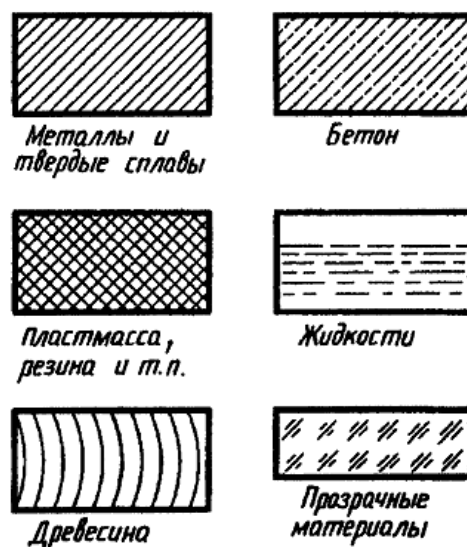 Металлы и
твердые сплавы
Бетон
Пластмасса,
резина и т.п.
Жидкости
Древесина
Прозрачные
материалы